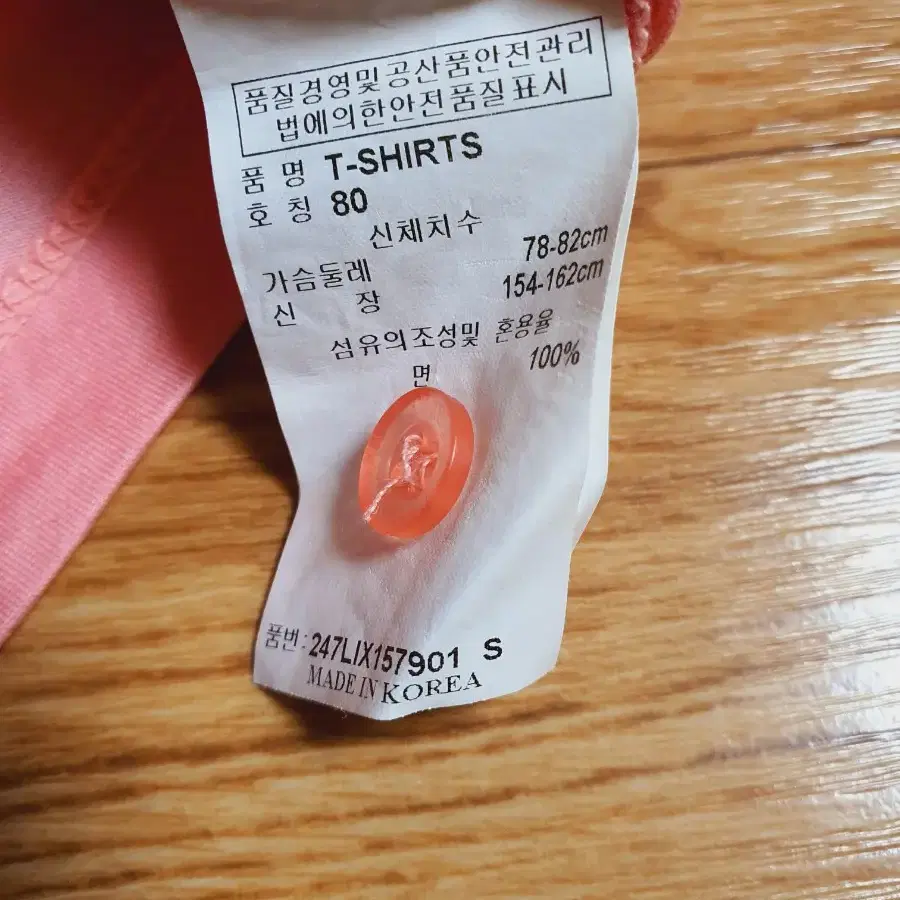 품질경영및공산품안전관리
법에의한안전품질표시
품 명 T-SHIRTS
호 칭 80
신체치수
가슴둘레 78-82cm
신 장 154-162cm
섬유의조성및 혼용율
면 100%
품번: 247LIX157901 S
MADE IN KOREA